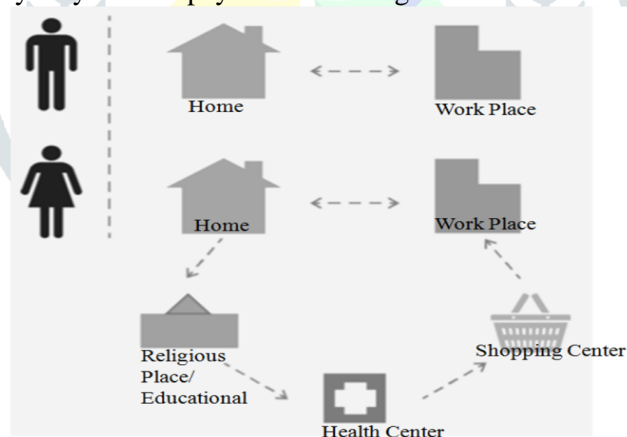 Home
Work Place
Home
Work Place
Religious
Place/
Educational
Shopping Center
Health Center